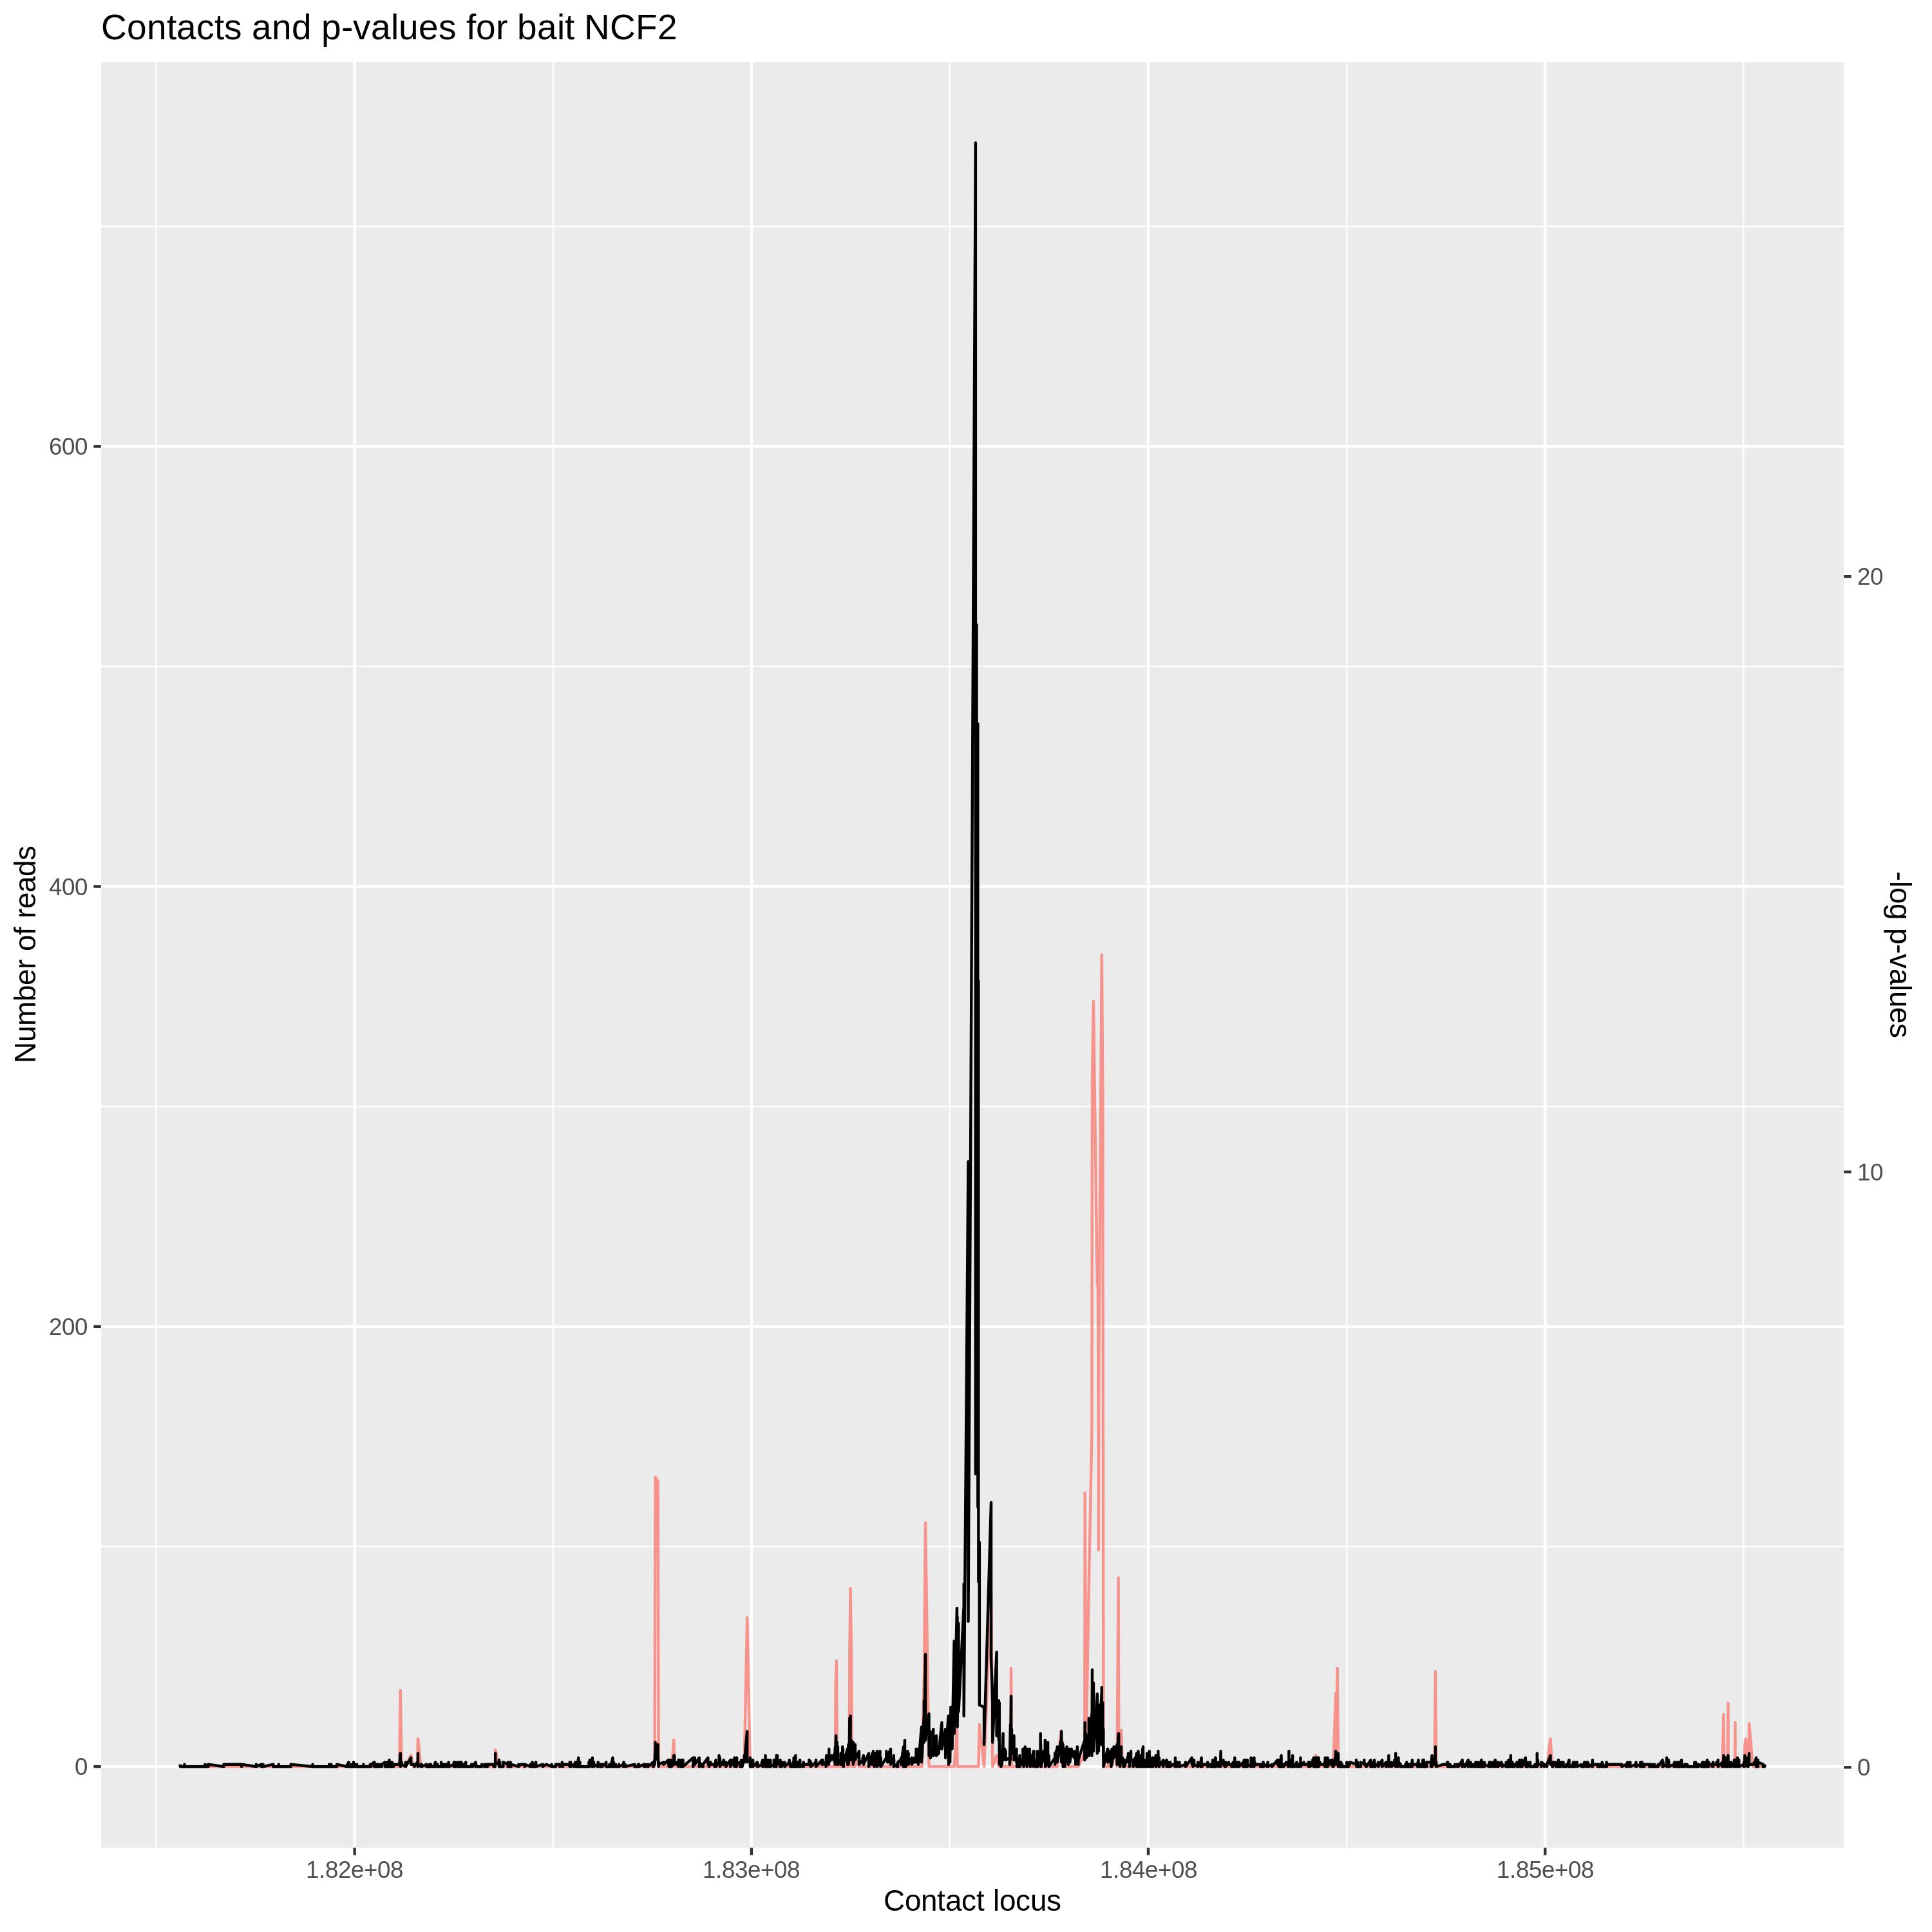 Contacts and p-values for bait NCF2
Number of reads
600
400
200
0
20
10
0
-log p-values
1.82e+08
1.83e+08
1.84e+08
1.85e+08
Contact locus